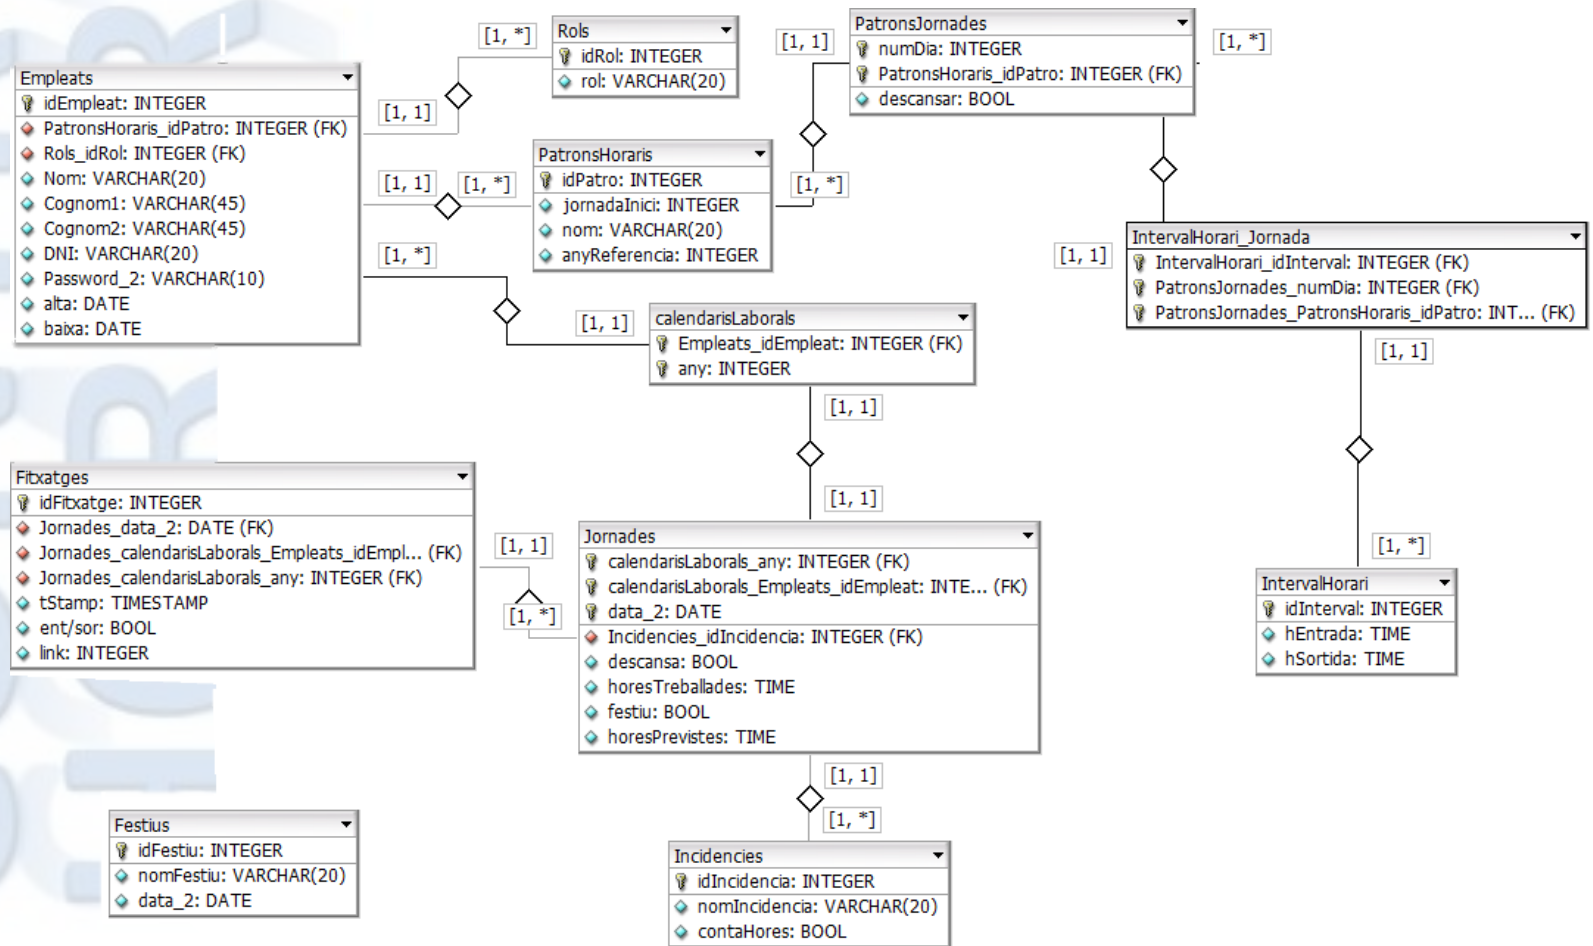 Rols
idRol: INTEGER
rol: VARCHAR(20)
[1, *]
[1, 1]
Empleats
idEmpleat: INTEGER
PatronsHoraris_idPatro: INTEGER (FK)
Rols_idRol: INTEGER (FK)
Nom: VARCHAR(20)
Cognom1: VARCHAR(45)
Cognom2: VARCHAR(45)
DNI: VARCHAR(20)
Password_2: VARCHAR(10)
alta: DATE
baixa: DATE
[1, 1]
[1, *]
[1, *]
PatronsHoraris
idPatro: INTEGER
jornadaInici: INTEGER
nom: VARCHAR(20)
anyReferencia: INTEGER
[1, 1]
[1, *]
PatronsJornades
numDia: INTEGER
PatronsHoraris_idPatro: INTEGER (FK)
descansar: BOOL
[1, *]
[1, 1]
IntervalHorari_Jornada
IntervalHorari_idInterval: INTEGER (FK)
PatronsJornades_numDia: INTEGER (FK)
PatronsJornades_PatronsHoraris_idPatro: INT... (FK)
[1, 1]
[1, *]
IntervalHorari
idInterval: INTEGER
hEntrada: TIME
hSortida: TIME
[1, 1]
calendarisLaborals
Empleats_idEmpleat: INTEGER (FK)
any: INTEGER
[1, 1]
[1, 1]
Fitxatges
idFitxatge: INTEGER
Jornades_data_2: DATE (FK)
Jornades_calendarisLaborals_Empleats_idEmpl... (FK)
Jornades_calendarisLaborals_any: INTEGER (FK)
tStamp: TIMESTAMP
ent/sor: BOOL
link: INTEGER
[1, 1]
[1, *]
Jornades
calendarisLaborals_any: INTEGER (FK)
calendarisLaborals_Empleats_idEmpleat: INTE... (FK)
data_2: DATE
Incidencies_idIncidencia: INTEGER (FK)
descansa: BOOL
horesTreballades: TIME
festiu: BOOL
horesPrevistes: TIME
[1, 1]
[1, *]
Festius
idFestiu: INTEGER
nomFestiu: VARCHAR(20)
data_2: DATE
Incidencies
idIncidencia: INTEGER
nomIncidencia: VARCHAR(20)
contaHores: BOOL